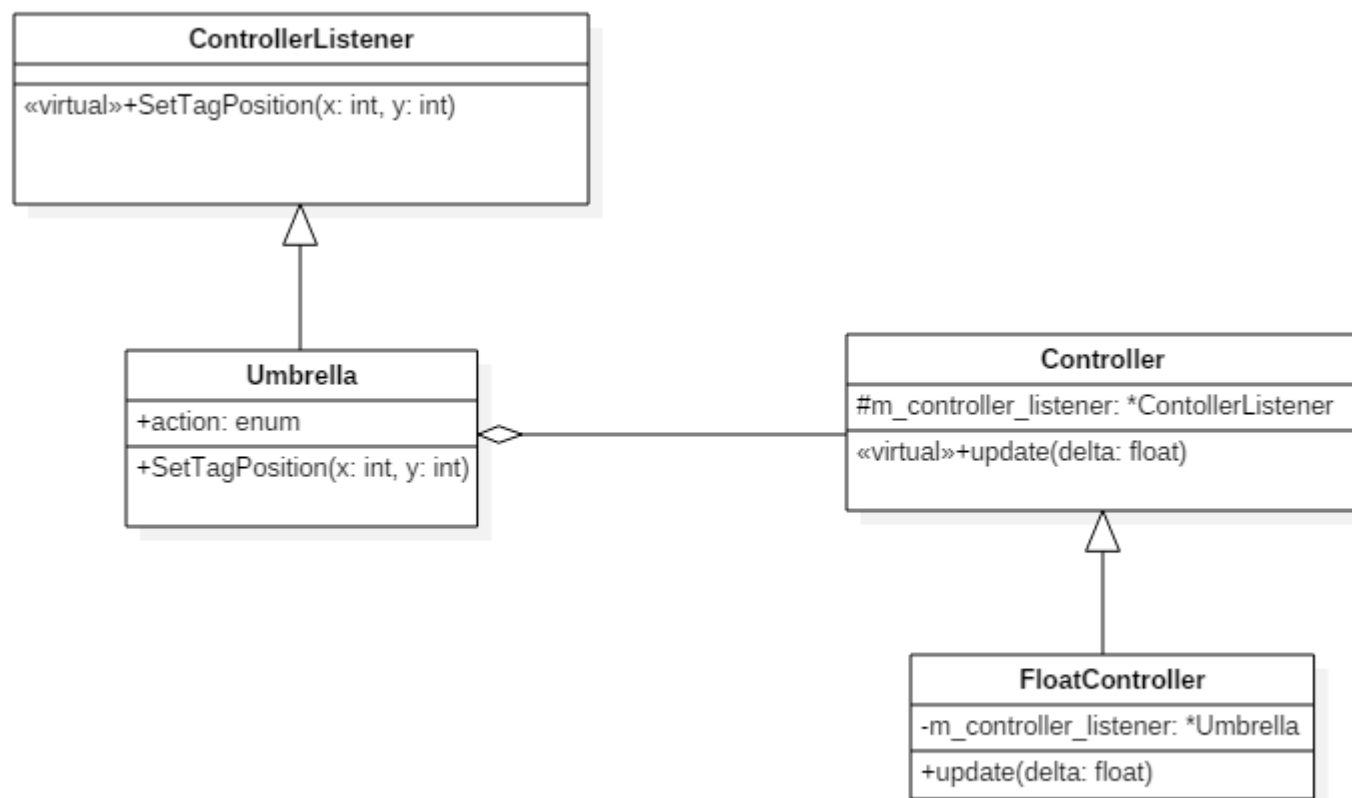 ControllerListener
«virtual»+SetTagPosition(x: int, y: int)
Umbrella
+action: enum
+SetTagPosition(x: int, y: int)
Controller
#m_controller_listener: *ContollerListener
«virtual»+update(delta: float)
FloatController
-m_controller_listener: *Umbrella
+update(delta: float)